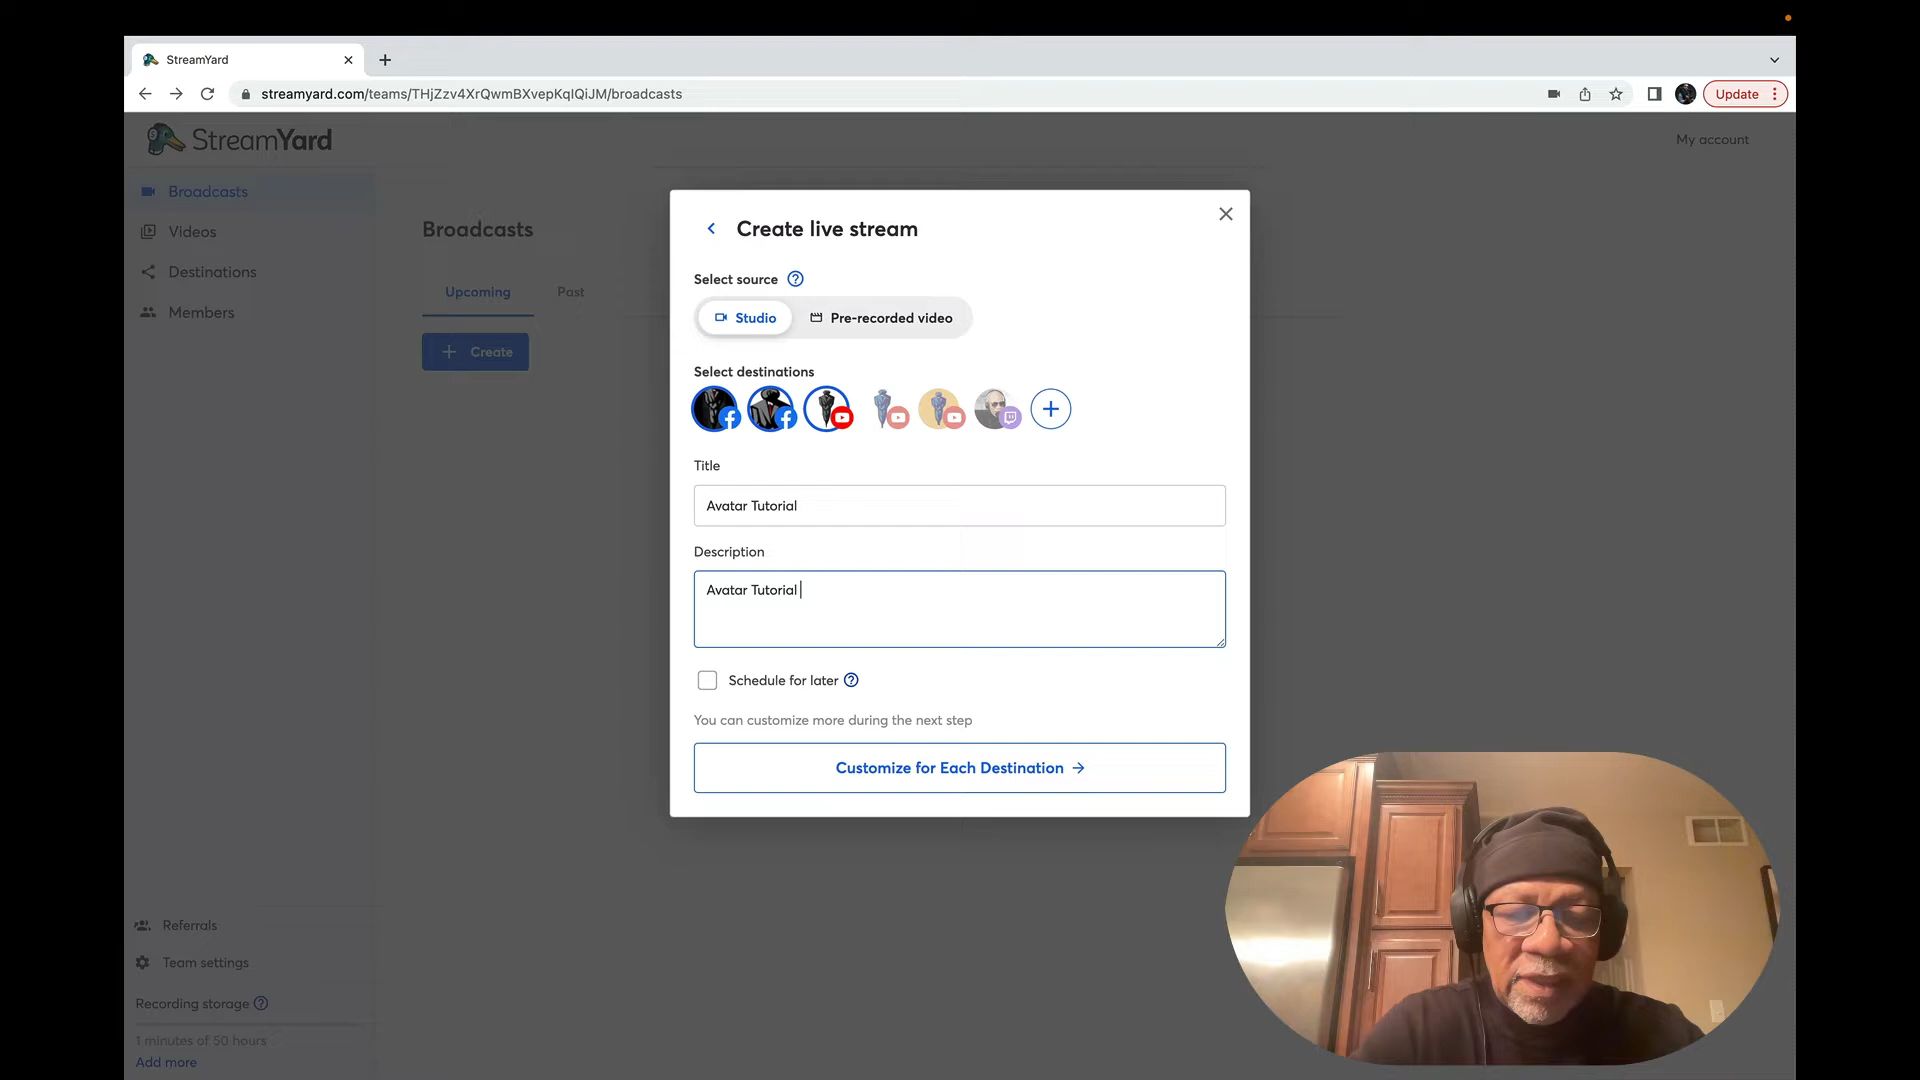 StreamYard
streamyard.com/teams/THjZzv4XrQwmBXvepKqIQiJM/broadcasts
Update
StreamYard
My account
Broadcasts
Videos
Destinations
Members
Broadcasts
Upcoming
Past
Create
Create live stream
Select source
Studio
Pre-recorded video
Select destinations
Title
Avatar Tutorial
Description
Avatar Tutorial
Schedule for later
You can customize more during the next step
Customize for Each Destination
Referrals
Team settings
Recording storage
1 minutes of 50 hours
Add more